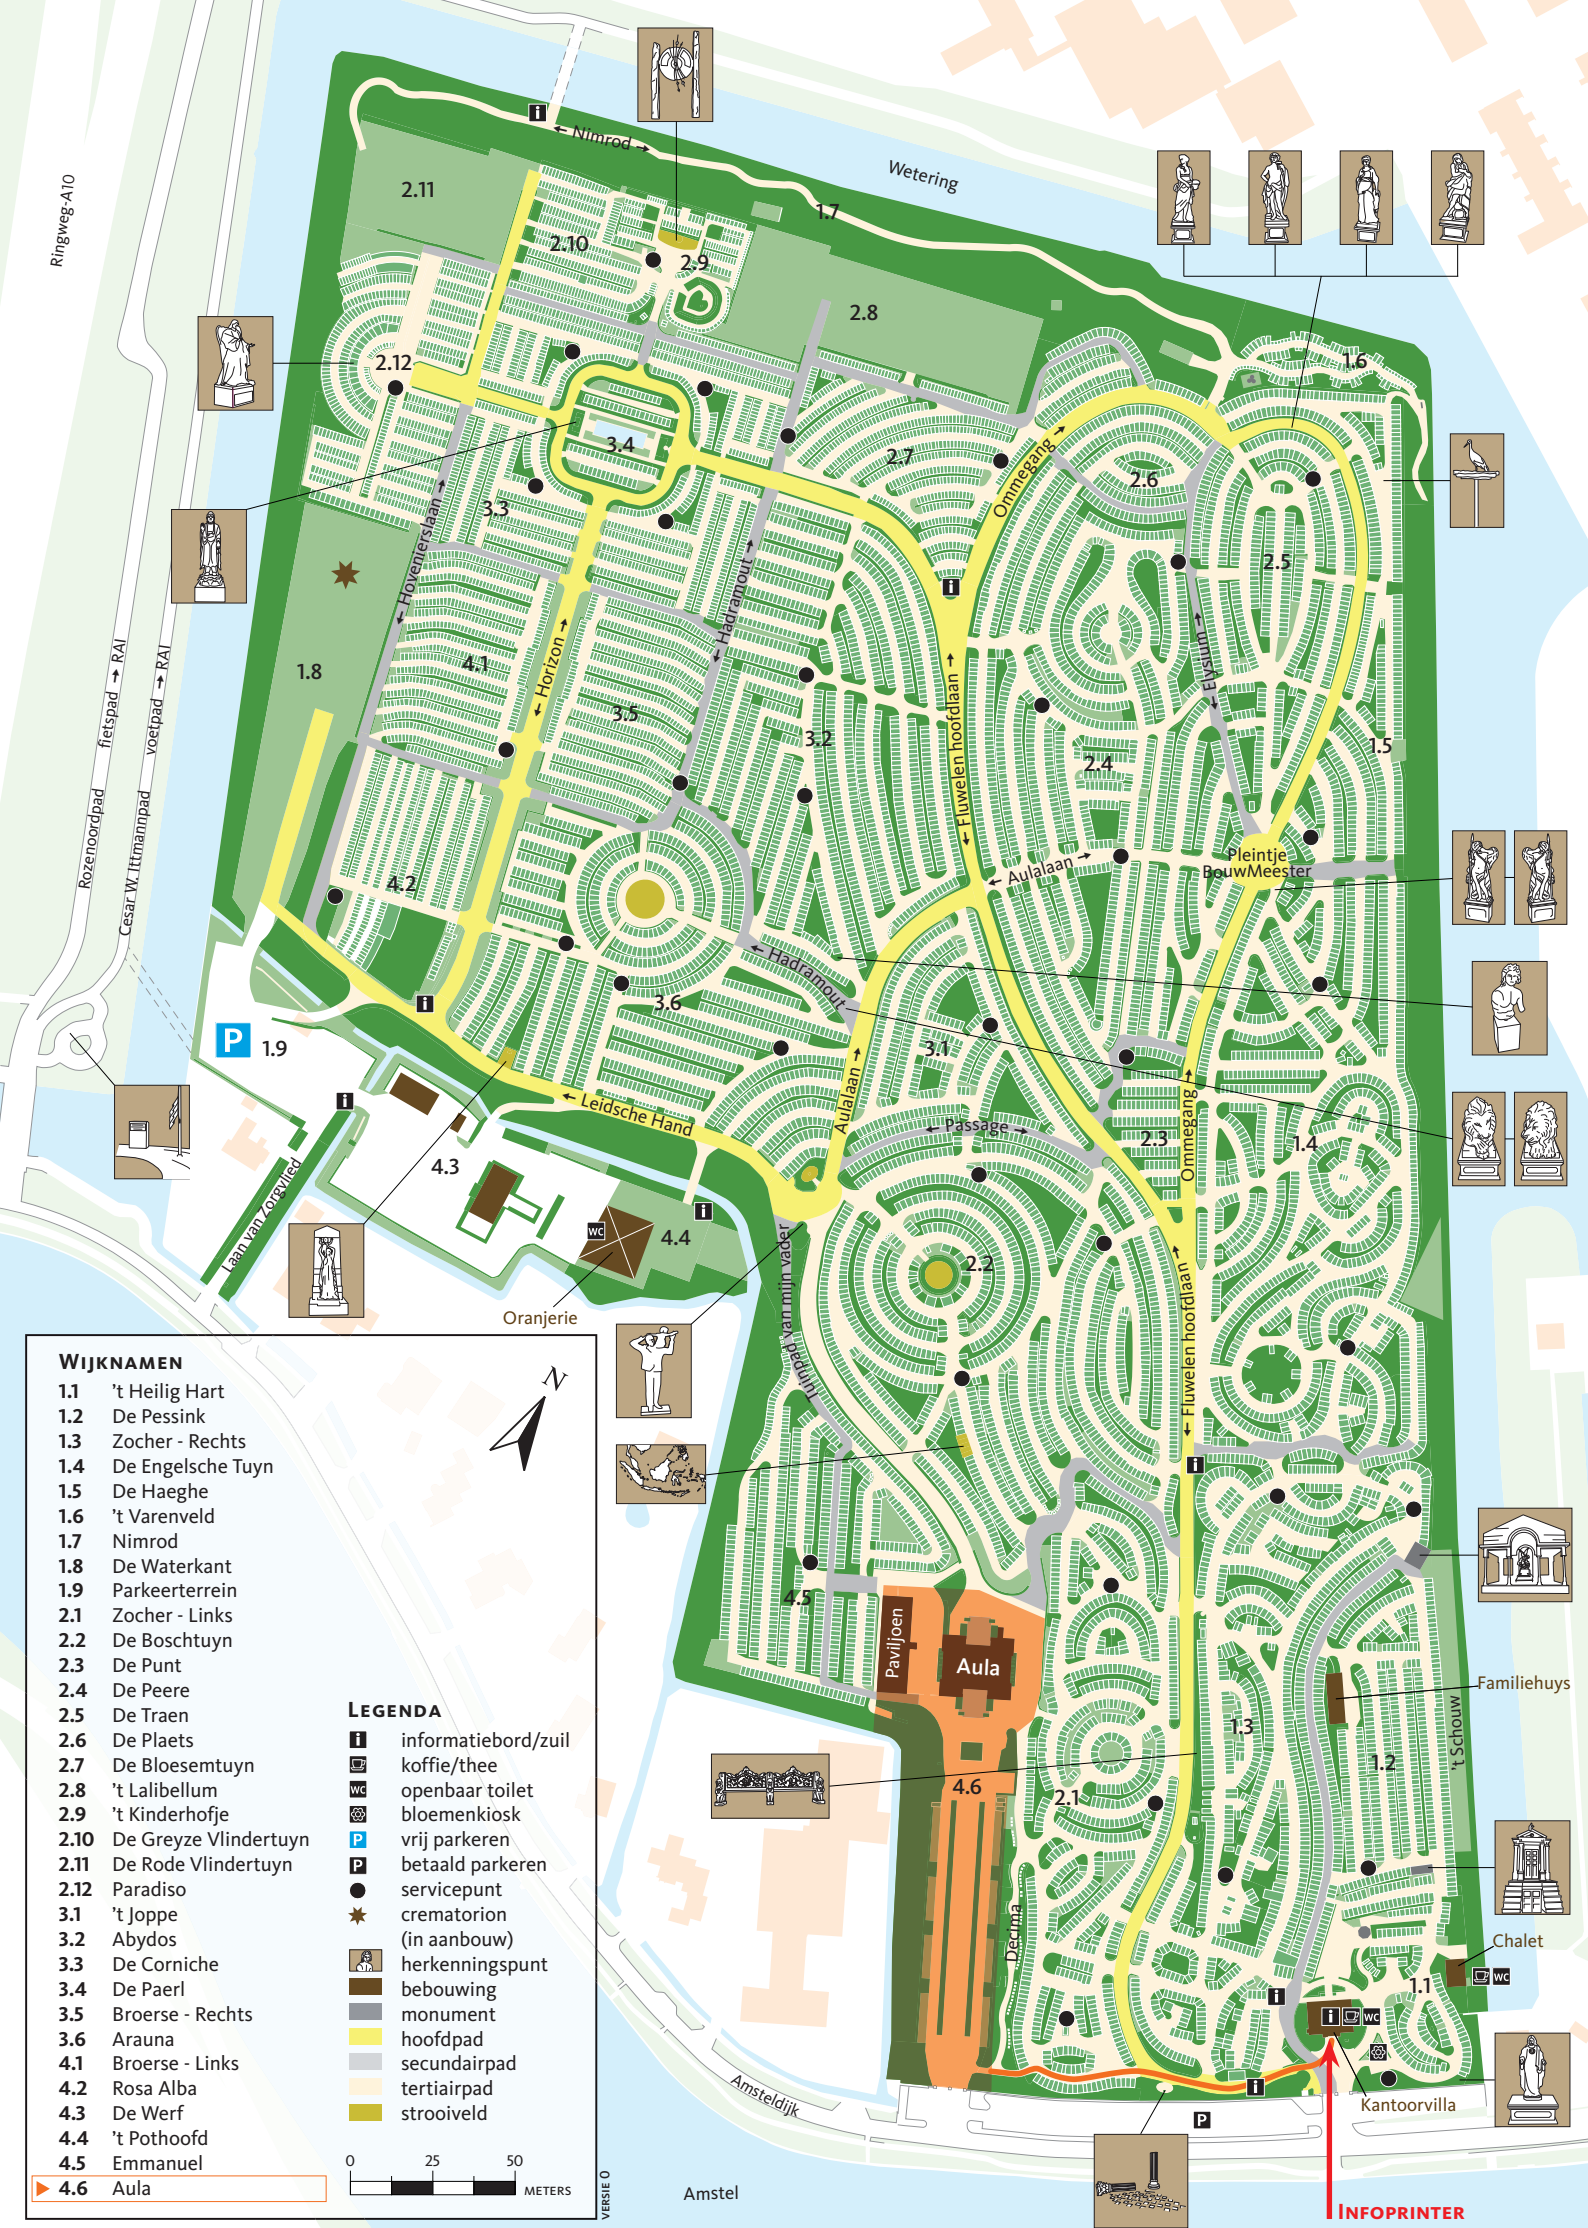 Nimrod
Wetering
Ringweg-A10
2.11
1.7
2.10
2.9
2.8
1.6
2.12
3.4
2.7
Ommegang
2.6
3.3
2.5
Hovenierslaan
Hadramout
Horizon
Elysium
fietspad → RAI
voetpad → RAI
1.8
4.1
3.5
3.2
Fluwelen hoofdlaan
2.4
1.5
Rozenoordpad
Cesar W. Ittmannpad
4.2
Aulalaan
Pleintje
BouwMeester
Hadramout
3.6
P 1.9
3.1
Aulalaan
Leidsche Hand
Passage
Ommegang
2.3
1.4
4.3
Laan van Zorgvlied
WC
4.4
2.2
Tuinpad van mijn vader
Fluwelen hoofdlaan
Oranjerie
Wijknamen
1.1 't Heilig Hart
1.2 De Pessink
1.3 Zocher - Rechts
1.4 De Engelsche Tuyn
1.5 De Haeghe
1.6 't Varenveld
1.7 Nimrod
1.8 De Waterkant
1.9 Parkeerterrein
2.1 Zocher - Links
2.2 De Boschtuyn
2.3 De Punt
2.4 De Peere
2.5 De Traen
2.6 De Plaets
2.7 De Bloesemtuyn
2.8 't Lalibellum
2.9 't Kinderhofje
2.10 De Greyze Vlindertuyn
2.11 De Rode Vlindertuyn
2.12 Paradiso
3.1 't Joppe
3.2 Abydos
3.3 De Corniche
3.4 De Paerl
3.5 Broerse - Rechts
3.6 Arauna
4.1 Broerse - Links
4.2 Rosa Alba
4.3 De Werf
4.4 't Pothoofd
4.5 Emmanuel
4.6 Aula
N
Legenda
i informatiebord/zuil
koffie/thee
WC openbaar toilet
bloemenkiosk
P vrij parkeren
P betaald parkeren
servicepunt
crematorion
(in aanbouw)
herkenningspunt
bebouwing
monument
hoofdpad
secundairpad
tertiairpad
strooiveld
0 25 50 meters
versie 0
4.5
Paviljoen
Aula
Familiehuys
't Schouw
1.3
1.2
4.6
2.1
Decima
Chalet
WC
1.1
i WC
Kantoorvilla
Amsteldijk
P
Amstel
Infoprinter